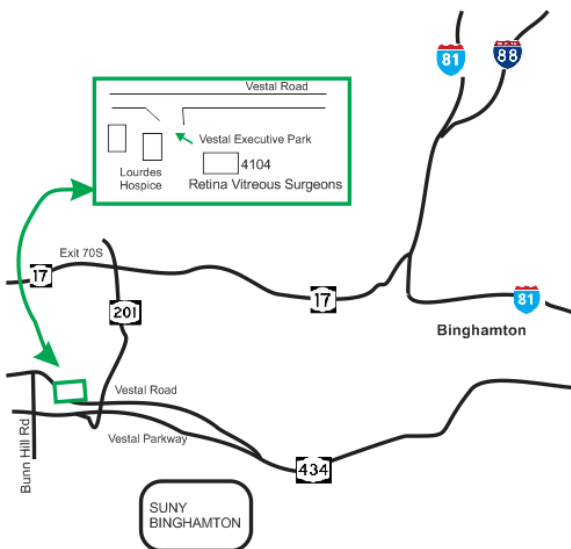 81
88
Vestal Road
Vestal Executive Park
Lourdes
Hospice
4104
Retina Vitreous Surgeons
Exit 70S
17
201
17
81
Binghamton
Vestal Road
Bunn Hill Rd
Vestal Parkway
434
SUNY
BINGHAMTON